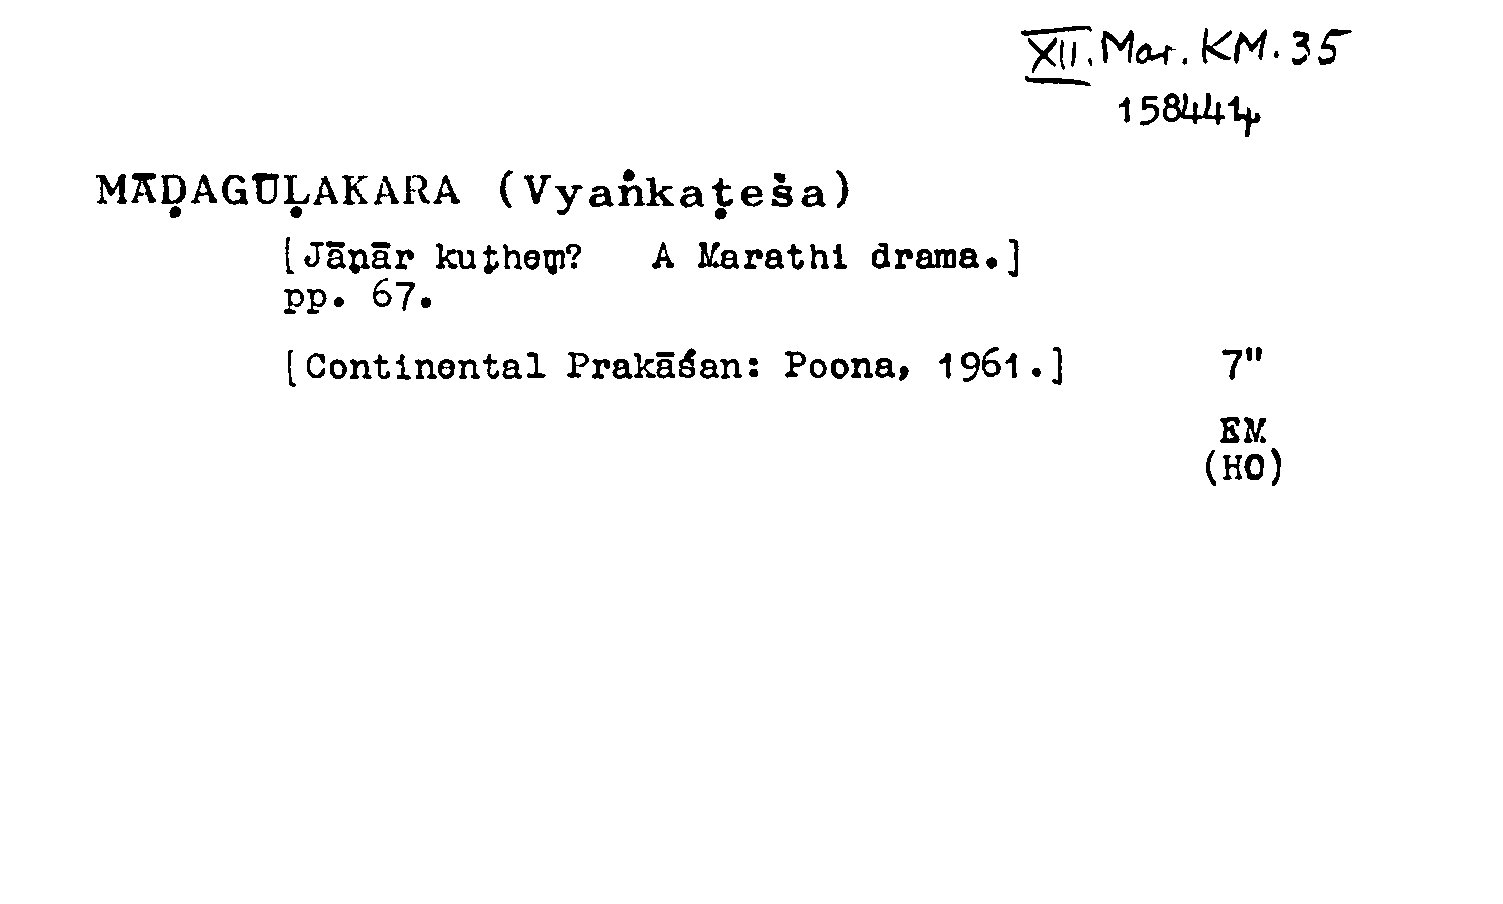 XII. Mar. KM. 35
158444
MĀḌAGŪḶAKARA (Vyaṅkaṭeśa)
[Jāṇār kuṭheṃ? A Marathi drama.]
pp. 67.
[Continental Prakāśan: Poona, 1961.] 7"
EM
(HO)